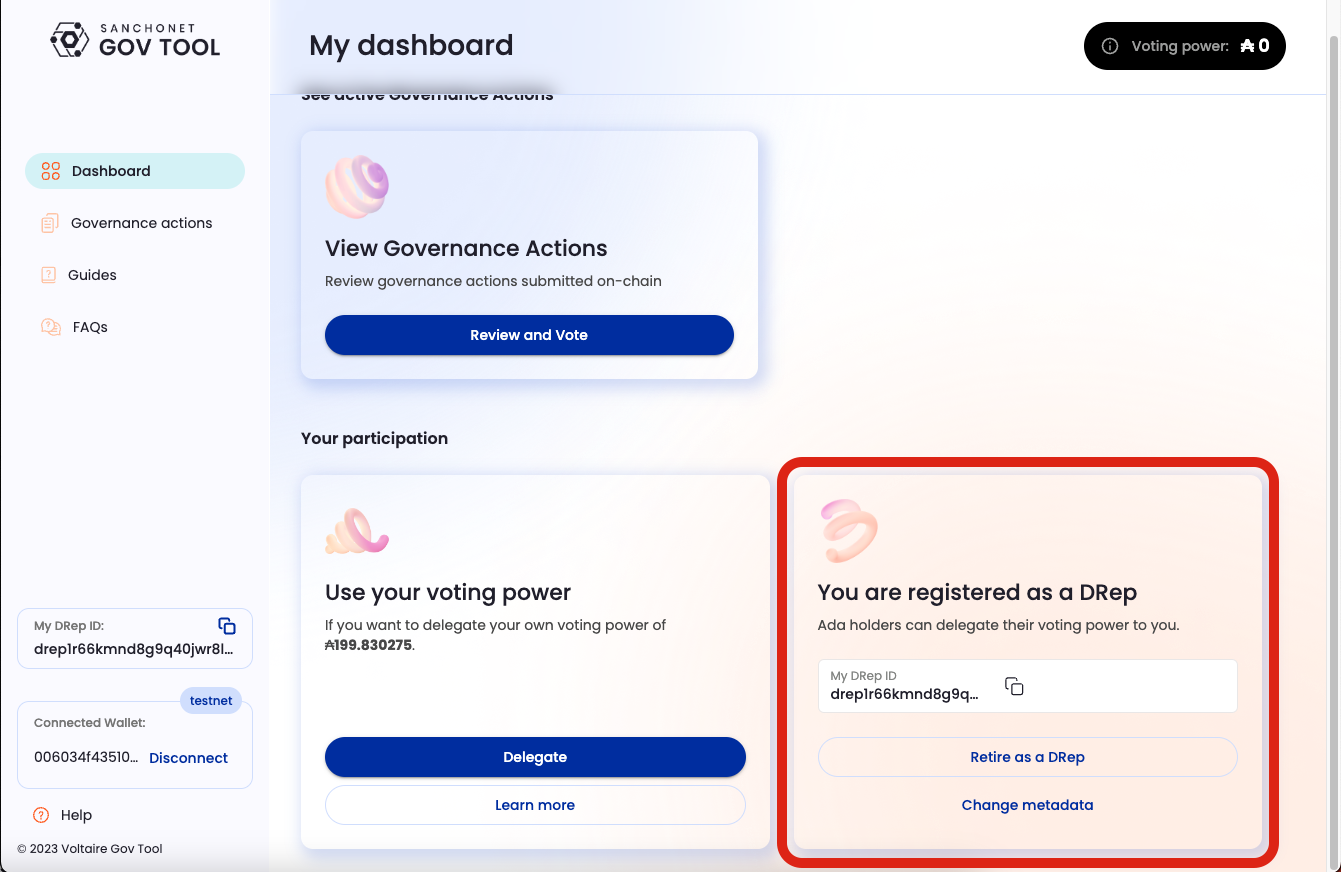 SANCHONET
GOV TOOL
My dashboard
Voting power: ₳ 0
See active Governance Actions
Dashboard
Governance actions
Guides
FAQs
View Governance Actions
Review governance actions submitted on-chain
Review and Vote
Your participation
Use your voting power
If you want to delegate your own voting power of
₳199.830275.
Delegate
Learn more
You are registered as a DRep
Ada holders can delegate their voting power to you.
My DRep ID
drep1r66kmnd8g9q...
Retire as a DRep
Change metadata
My DRep ID:
drep1r66kmnd8g9q40jwr8l...
testnet
Connected Wallet:
006034f43510... Disconnect
Help
© 2023 Voltaire Gov Tool